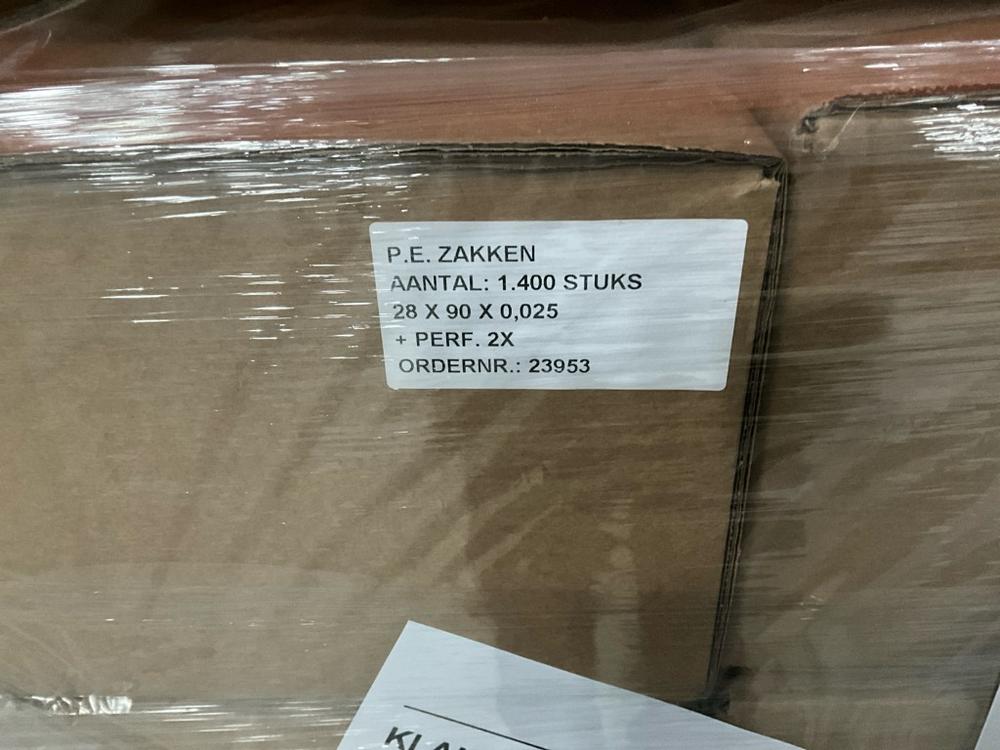 P.E. ZAKKEN
AANTAL: 1.400 STUKS
28 X 90 X 0,025
+ PERF. 2X
ORDERNR.: 23953